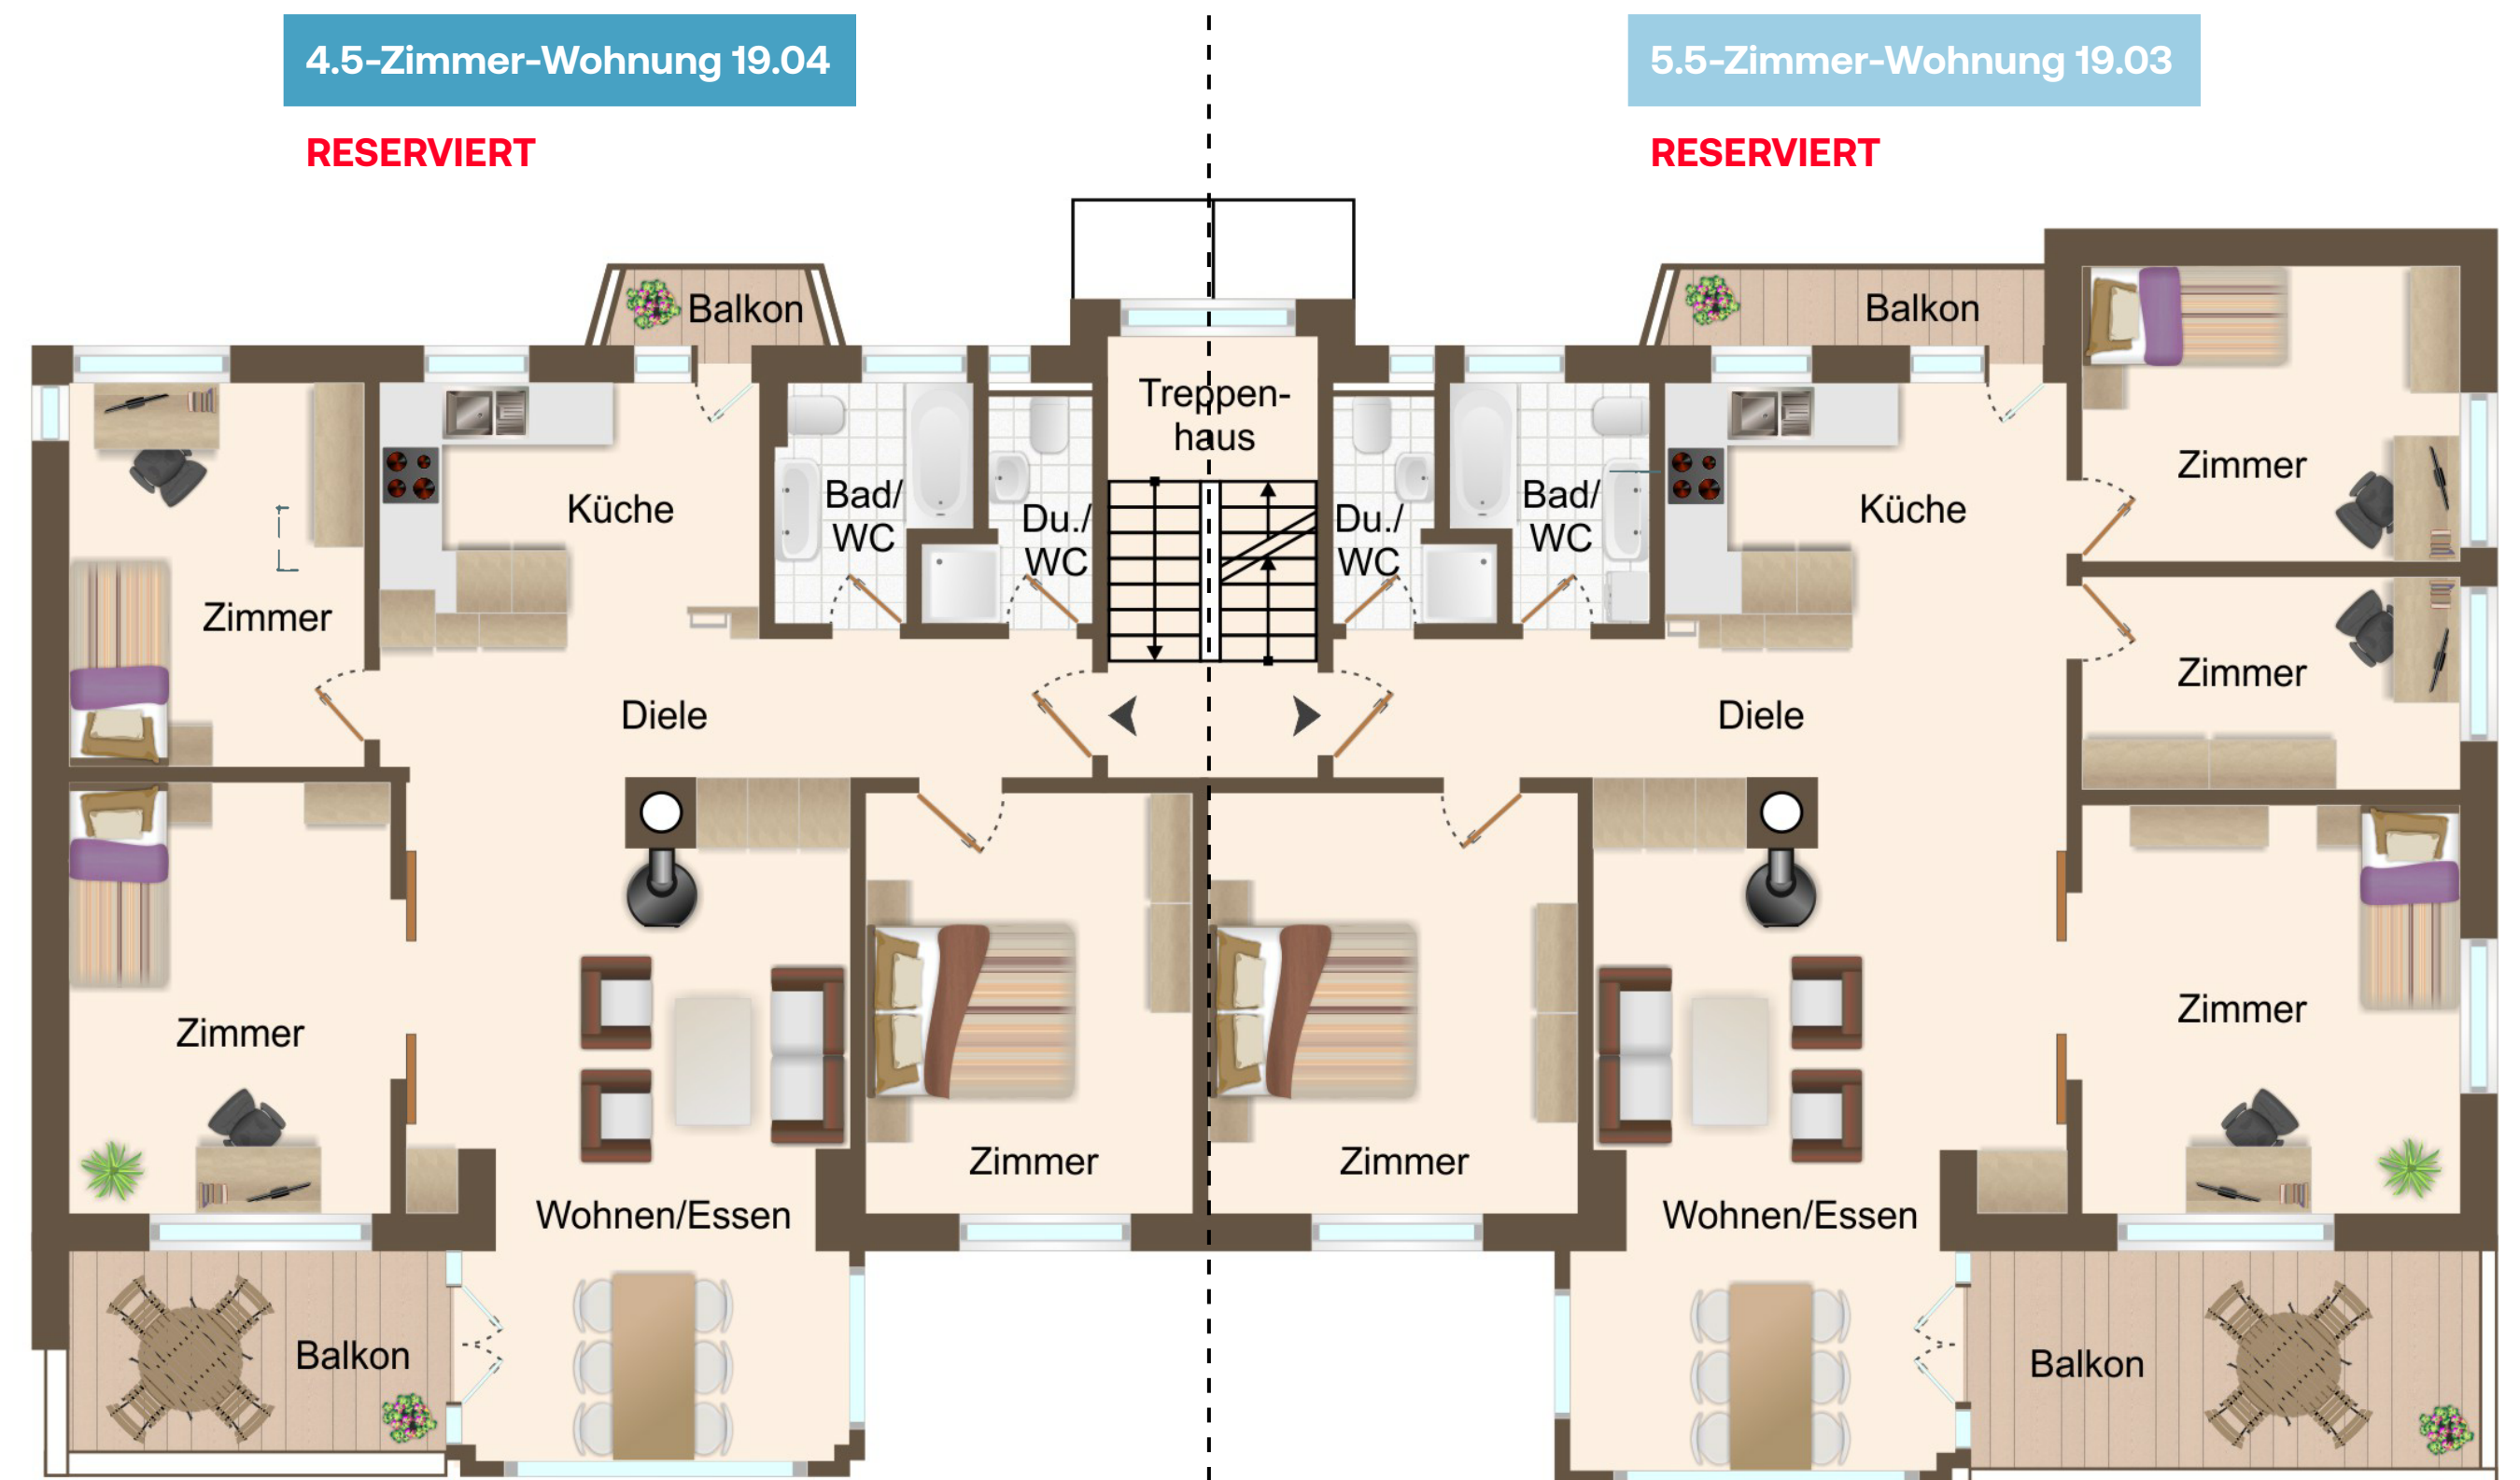 4.5-Zimmer-Wohnung 19.04
RESERVIERT
5.5-Zimmer-Wohnung 19.03
RESERVIERT
Balkon
Balkon
Treppen-
haus
Zimmer
Küche
Bad/
WC
Du./
WC
Du./
WC
Bad/
WC
Küche
Zimmer
Zimmer
Diele
Diele
Zimmer
Zimmer
Zimmer
Zimmer
Zimmer
Wohnen/Essen
Wohnen/Essen
Balkon
Balkon